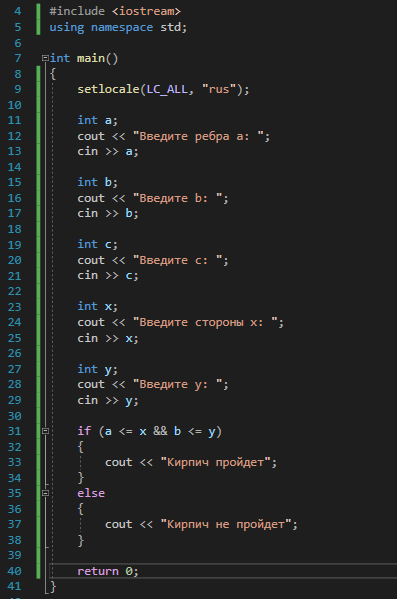 4 #include <iostream>
5 using namespace std;
6
7 int main()
8 {
9 setlocale(LC_ALL, "rus");
10
11 int a;
12 cout << "Введите ребра a: ";
13 cin >> a;
14
15 int b;
16 cout << "Введите b: ";
17 cin >> b;
18
19 int c;
20 cout << "Введите c: ";
21 cin >> c;
22
23 int x;
24 cout << "Введите стороны x: ";
25 cin >> x;
26
27 int y;
28 cout << "Введите y: ";
29 cin >> y;
30
31 if (a <= x && b <= y)
32 {
33 cout << "Кирпич пройдет";
34 }
35 else
36 {
37 cout << "Кирпич не пройдет";
38 }
39
40 return 0;
41 }